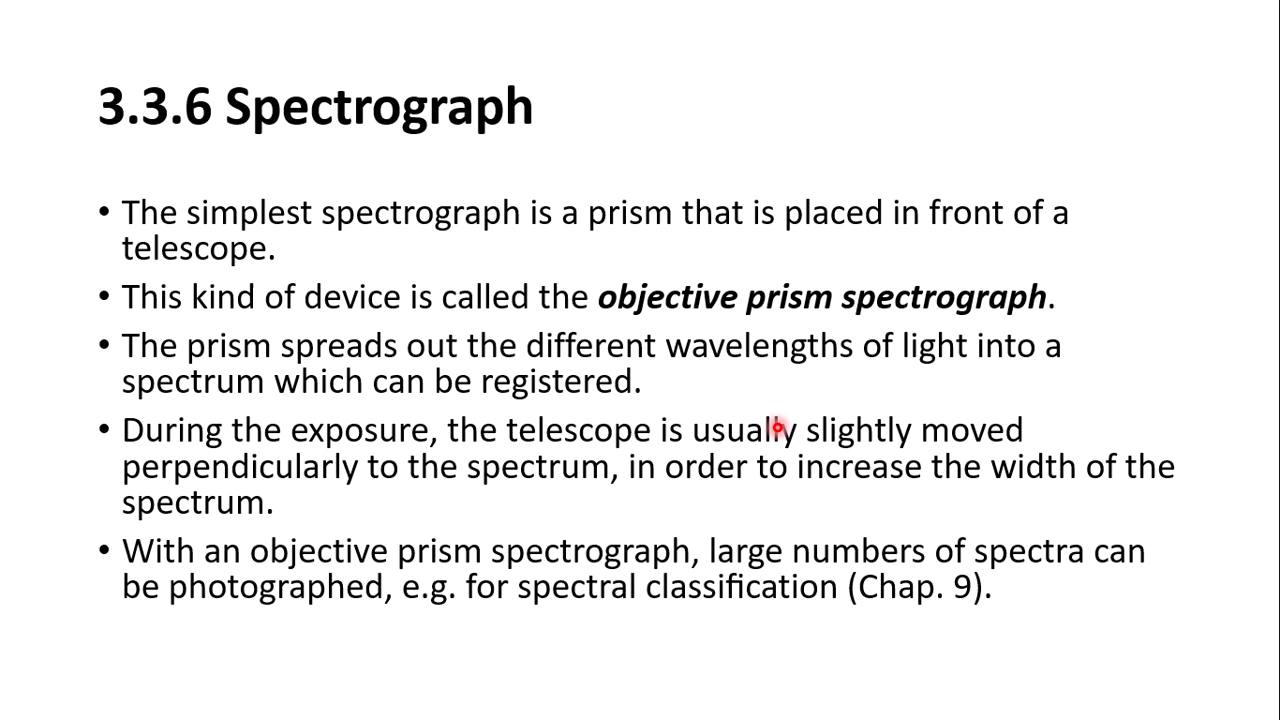 3.3.6 Spectrograph
• The simplest spectrograph is a prism that is placed in front of a
telescope.
• This kind of device is called the objective prism spectrograph.
• The prism spreads out the different wavelengths of light into a
spectrum which can be registered.
• During the exposure, the telescope is usually slightly moved
perpendicularly to the spectrum, in order to increase the width of the
spectrum.
• With an objective prism spectrograph, large numbers of spectra can
be photographed, e.g. for spectral classification (Chap. 9).